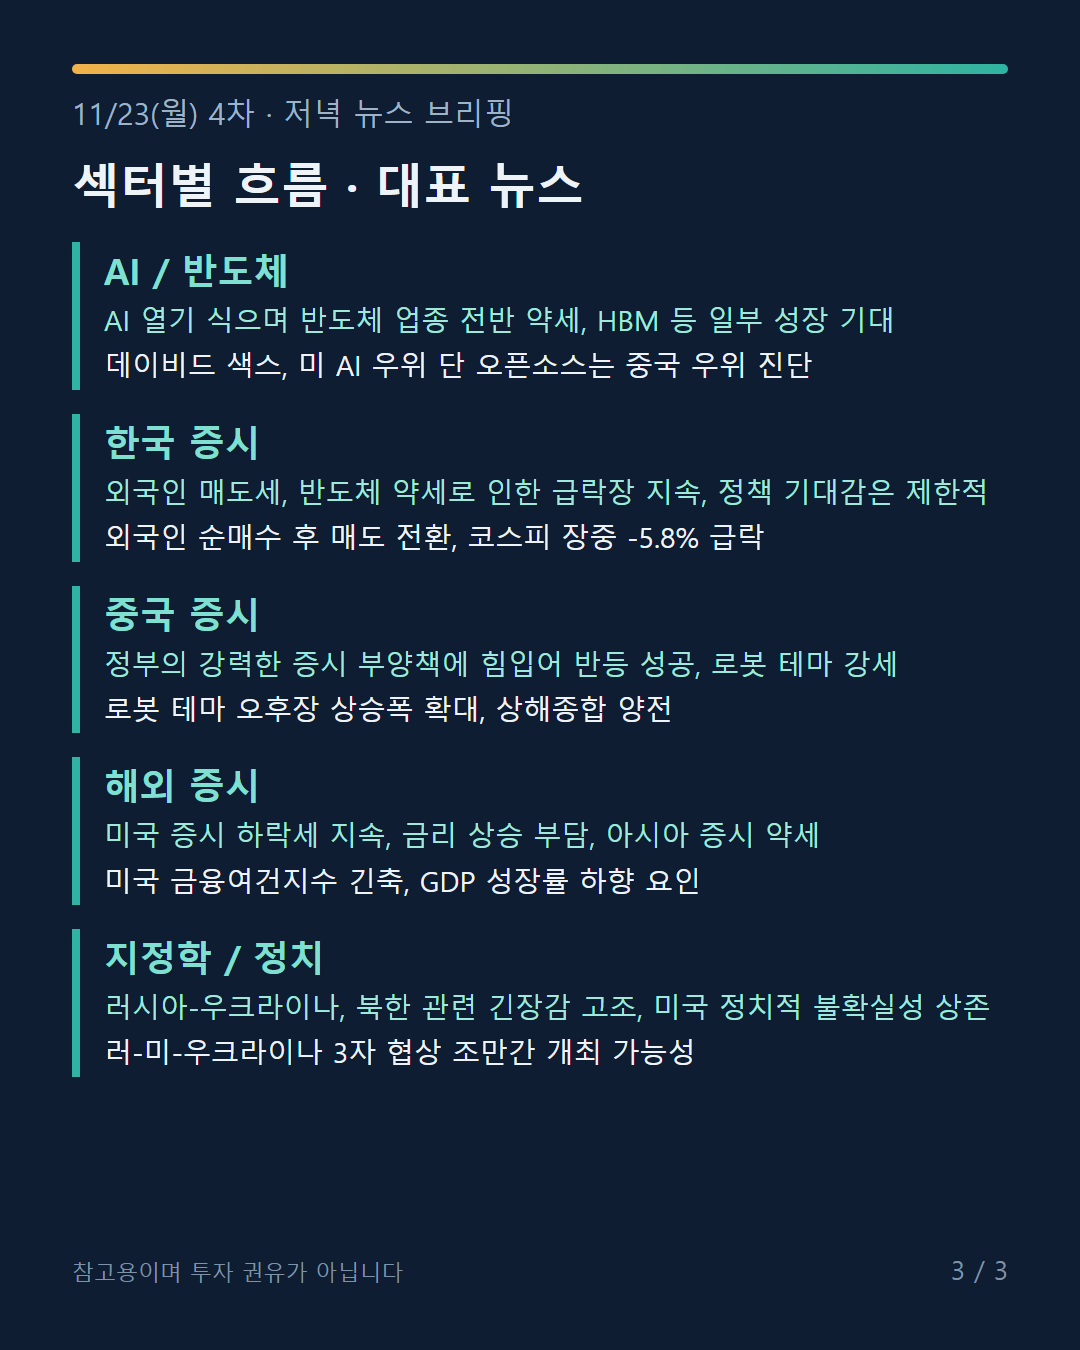 11/23(월) 4차 · 저녁 뉴스 브리핑
섹터별 흐름 · 대표 뉴스
AI / 반도체
AI 열기 식으며 반도체 업종 전반 약세, HBM 등 일부 성장 기대
데이비드 색스, 미 AI 우위 단 오픈소스는 중국 우위 진단
한국 증시
외국인 매도세, 반도체 약세로 인한 급락장 지속, 정책 기대감은 제한적
외국인 순매수 후 매도 전환, 코스피 장중 -5.8% 급락
중국 증시
정부의 강력한 증시 부양책에 힘입어 반등 성공, 로봇 테마 강세
로봇 테마 오후장 상승폭 확대, 상해종합 양전
해외 증시
미국 증시 하락세 지속, 금리 상승 부담, 아시아 증시 약세
미국 금융여건지수 긴축, GDP 성장률 하향 요인
지정학 / 정치
러시아-우크라이나, 북한 관련 긴장감 고조, 미국 정치적 불확실성 상존
러-미-우크라이나 3자 협상 조만간 개최 가능성
참고용이며 투자 권유가 아닙니다
3 / 3